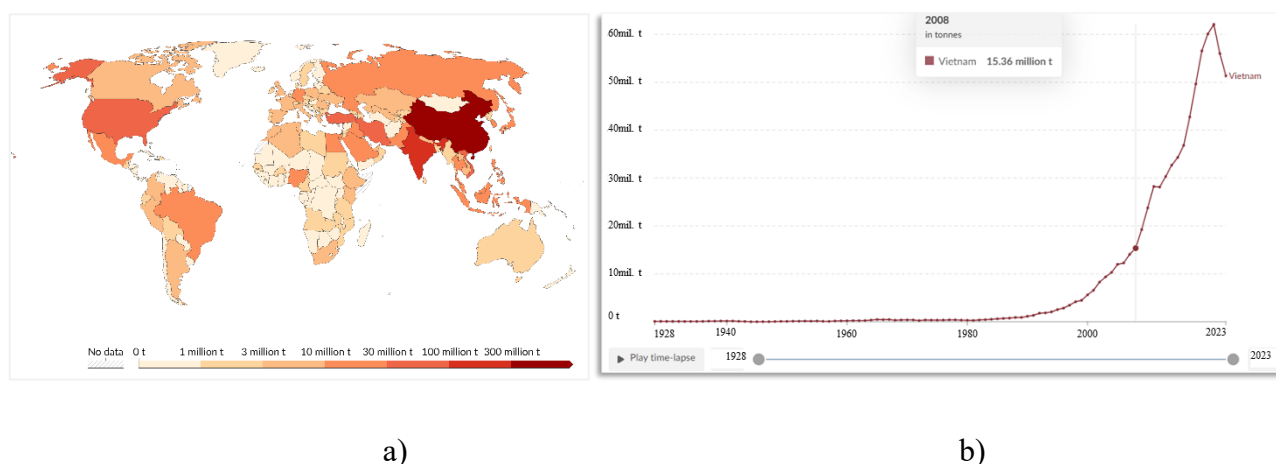 No data
0 t
1 million t
3 million t
10 million t
30 million t
100 million t
300 million t
a)
60mil. t
50mil. t
40mil. t
30mil. t
20mil. t
10mil. t
0 t
2008
in tonnes
Vietnam 15.36 million t
Vietnam
1928
1940
1960
1980
2000
2023
Play time-lapse
1928
2023
b)